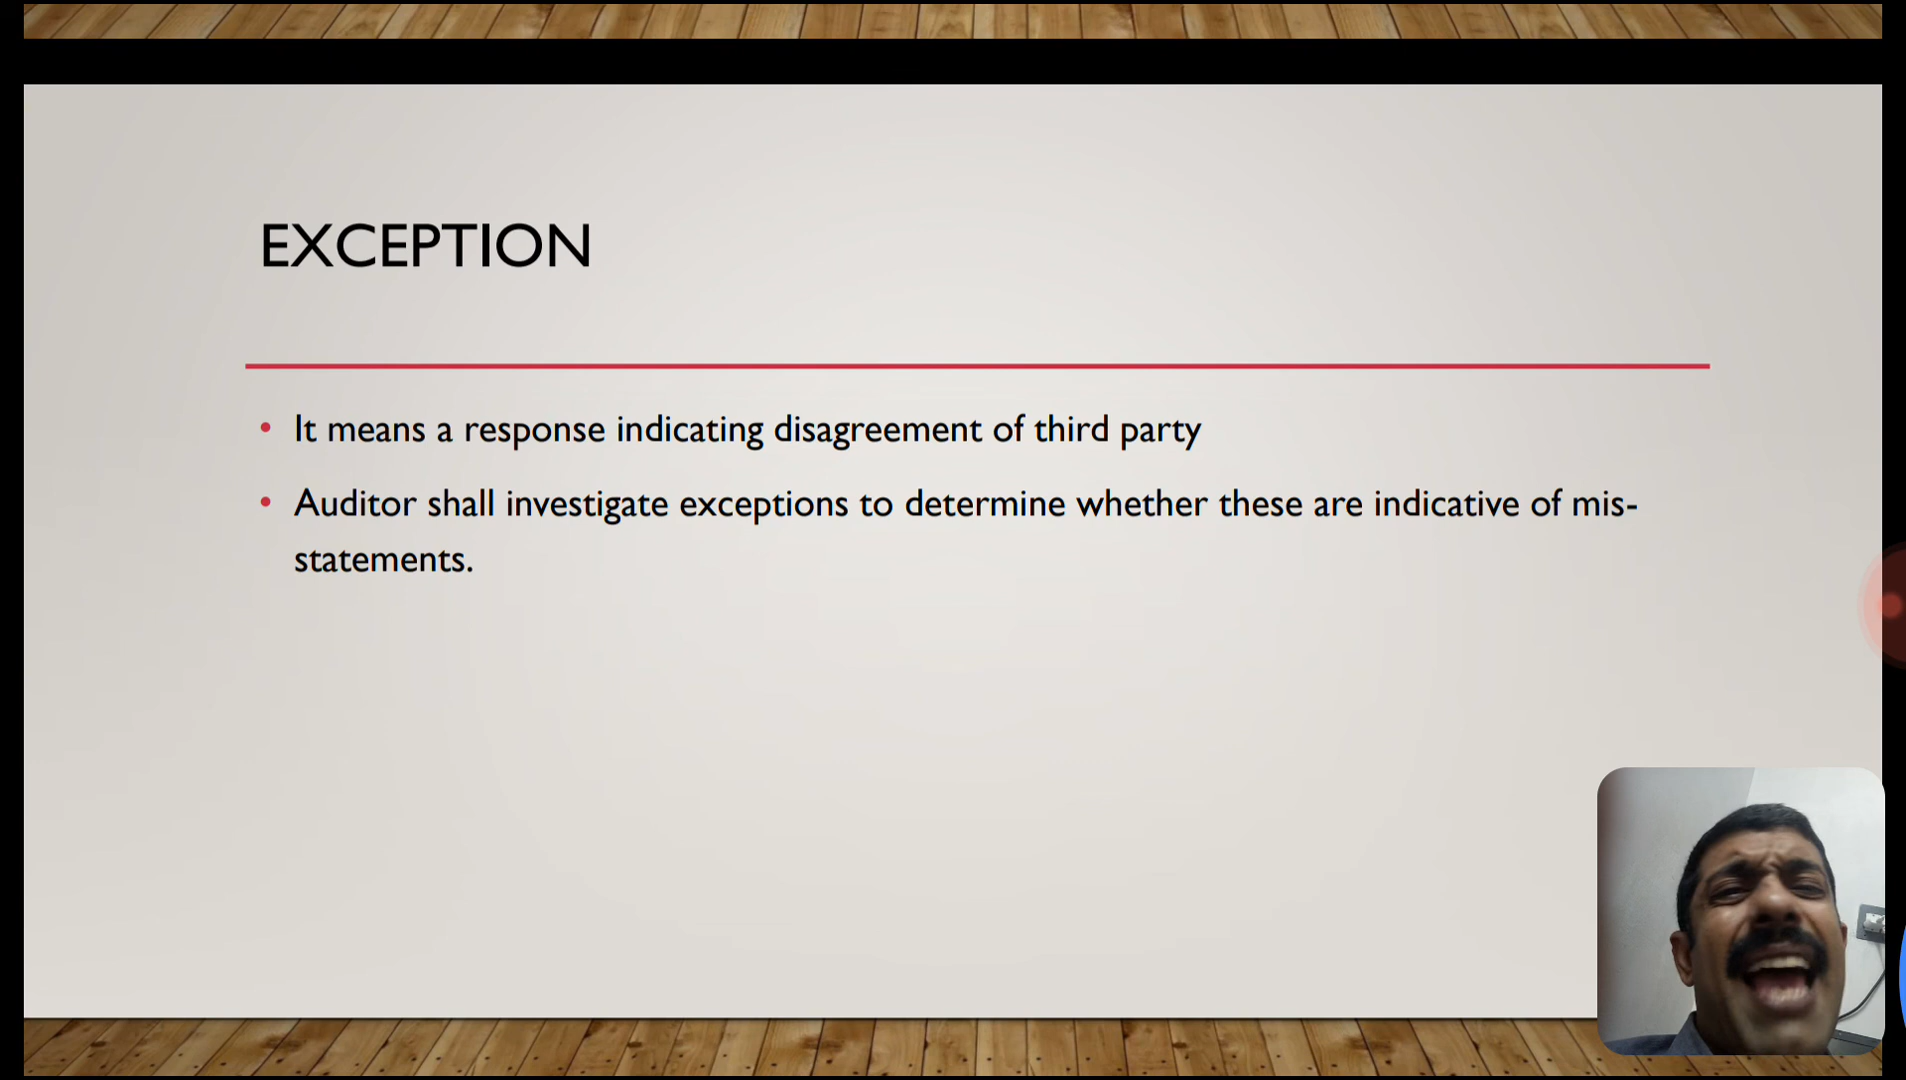 EXCEPTION
• It means a response indicating disagreement of third party
• Auditor shall investigate exceptions to determine whether these are indicative of mis-
statements.